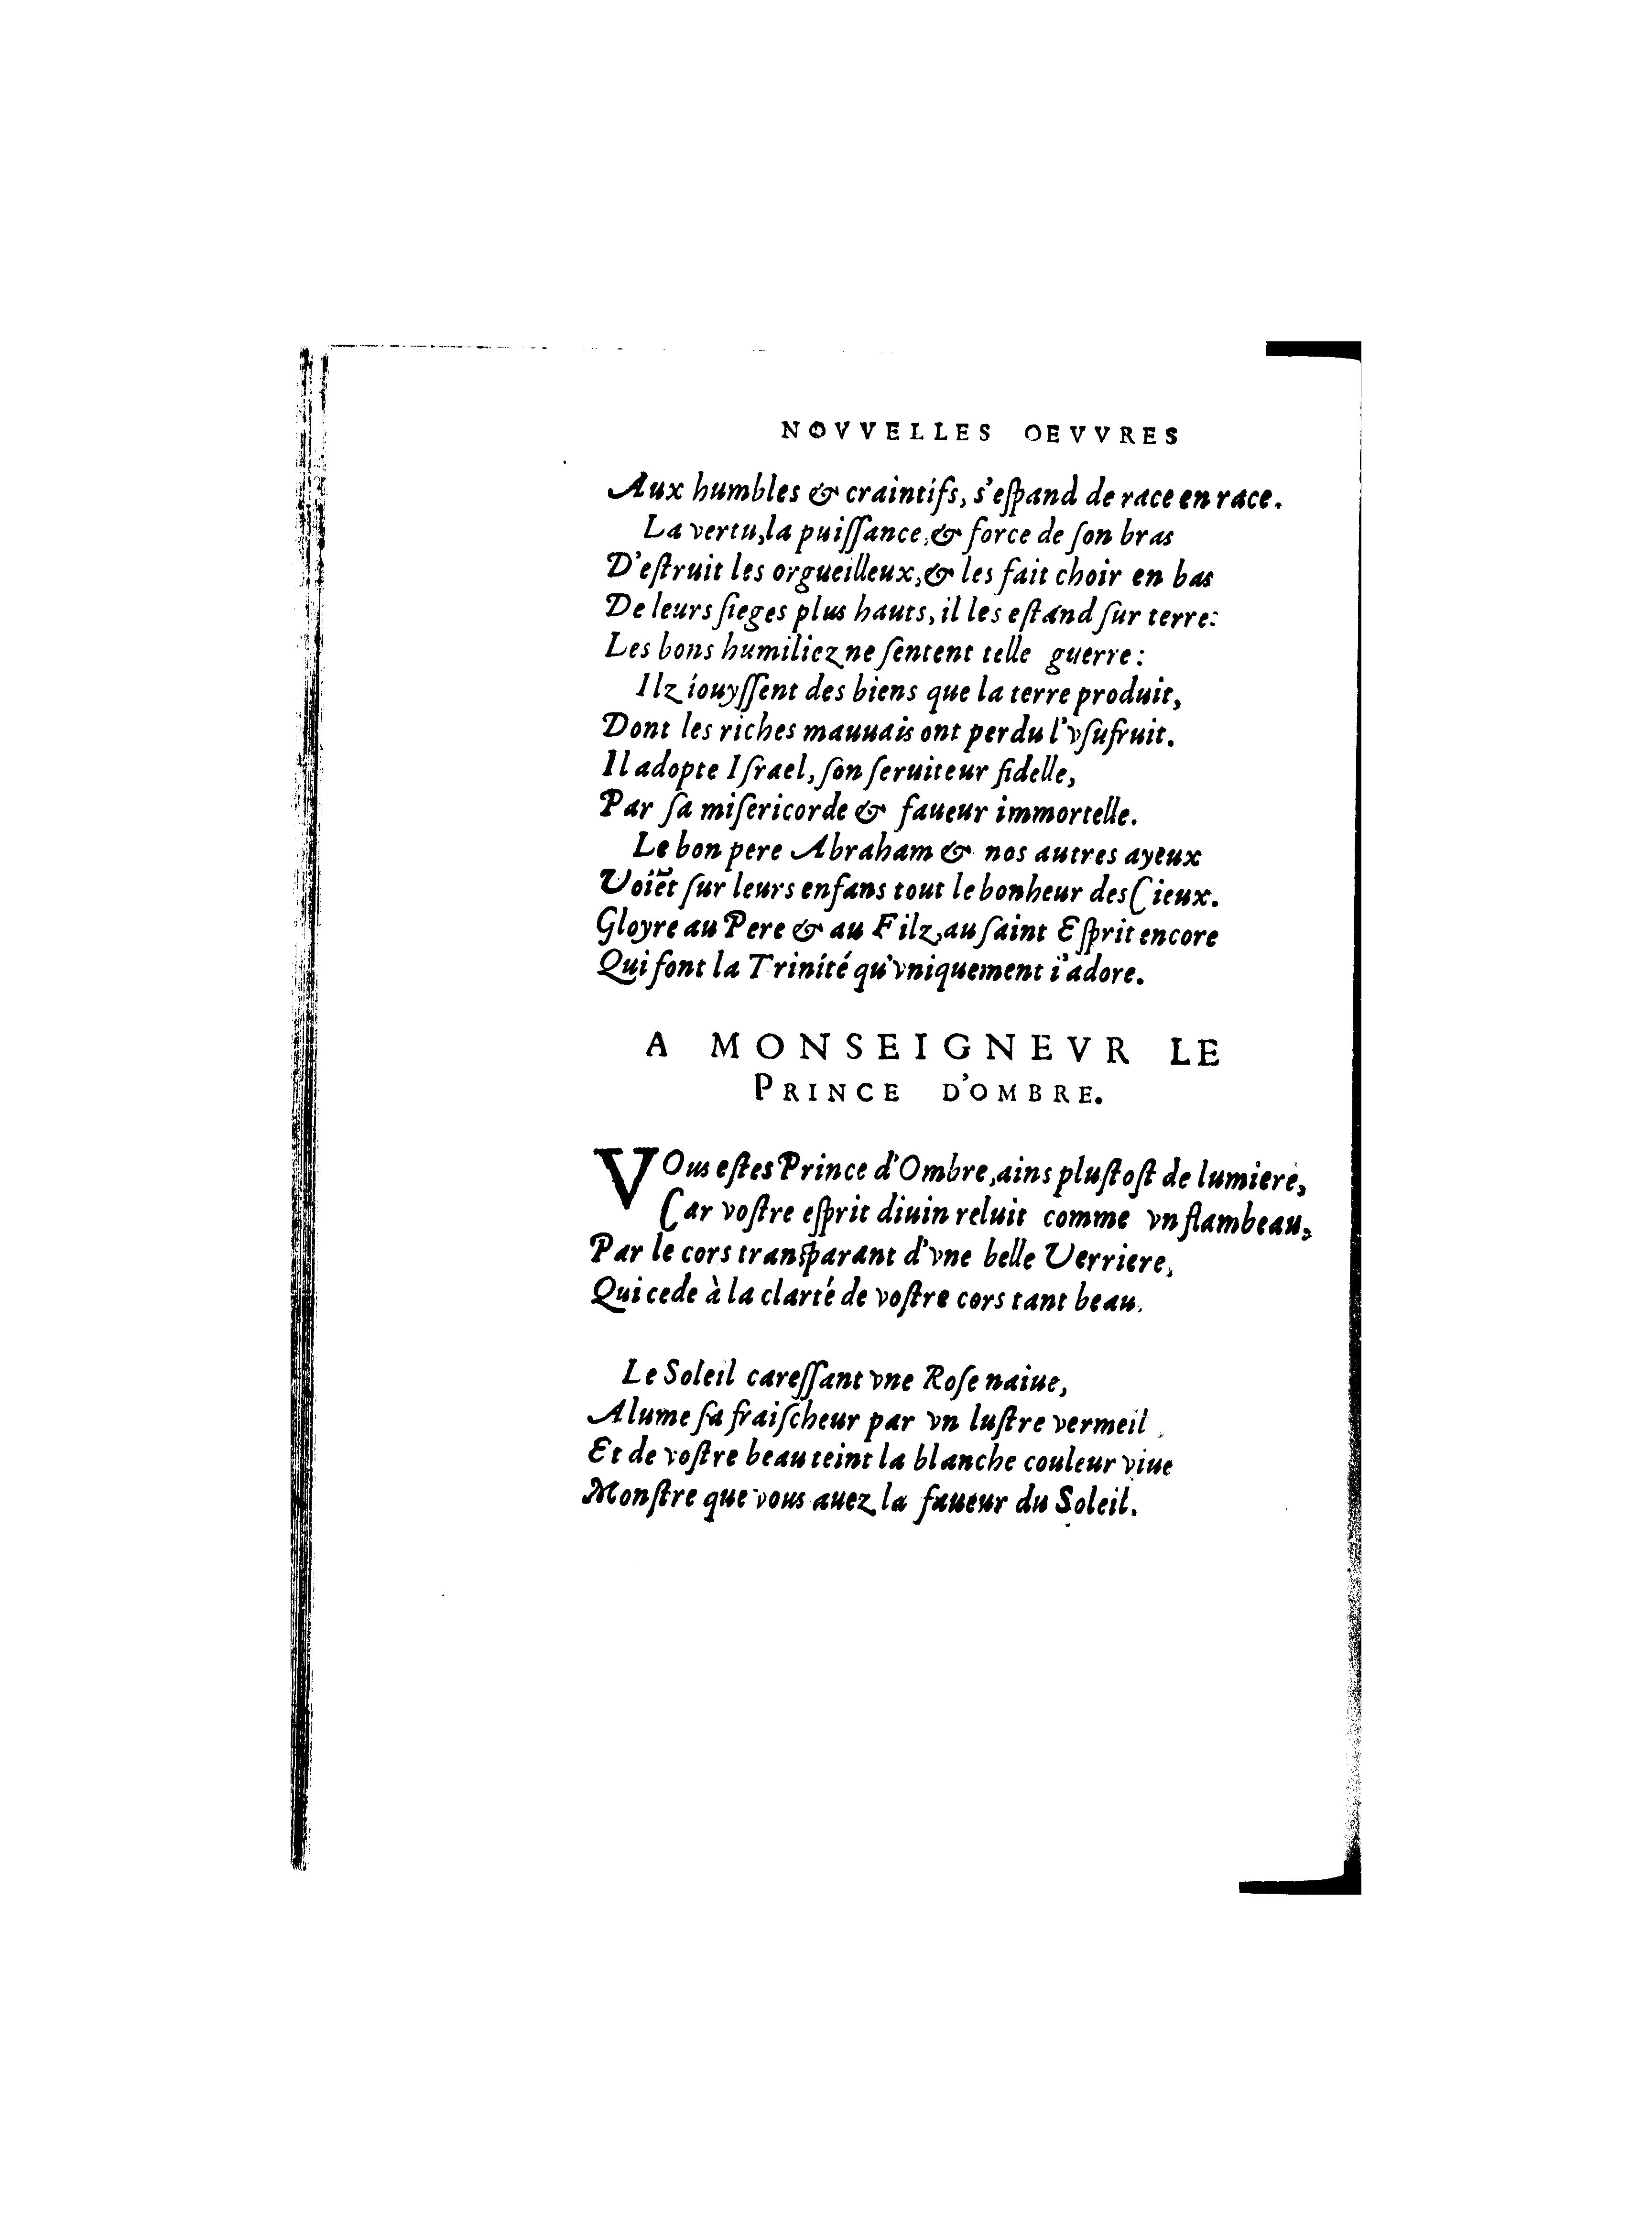 NOVVELLES OEVVRES
Aux humbles & craintifs, s'eſpand de race en race.
La vertu, la puiſſance, & force de ſon bras
D'eſtruit les orgueilleux, & les fait choir en bas
De leurs ſieges plus hauts, il les eſtand ſur terre:
Les bons humiliez ne ſentent telle guerre:
Ilz iouyſſent des biens que la terre produit,
Dont les riches mauuais ont perdu l'vſufruit.
Il adopte Iſrael, ſon ſeruiteur fidelle,
Par ſa miſericorde & faueur immortelle.
Le bon pere Abraham & nos autres ayeux
Voiẽt ſur leurs enfans tout le bonheur des Cieux.
Gloyre au Pere & au Filz, au ſaint Eſprit encore
Qui font la Trinité qu'vniquement i'adore.
A MONSEIGNEVR LE
PRINCE D'OMBRE.
VOus eſtes Prince d'Ombre, ains pluſtoſt de lumiere,
Car voſtre eſprit diuin reluit comme vn flambeau,
Par le cors tranſparant d'vne belle Verriere,
Qui cede à la clarté de voſtre cors tant beau.
Le Soleil careſſant vne Roſe naiue,
Alume ſa fraiſcheur par vn luſtre vermeil
Et de voſtre beau teint la blanche couleur viue
Monſtre que vous auez la faueur du Soleil.